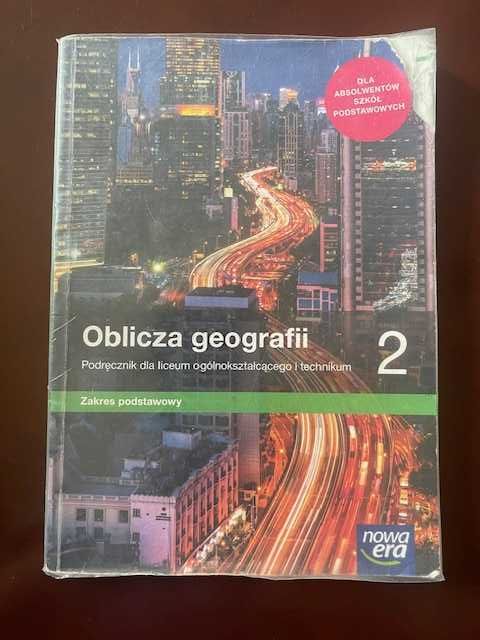 DLA
ABSOLWENTÓW
SZKÓŁ
PODSTAWOWYCH
Oblicza geografii
2
Podręcznik dla liceum ogólnokształcącego i technikum
Zakres podstawowy
nowa
era